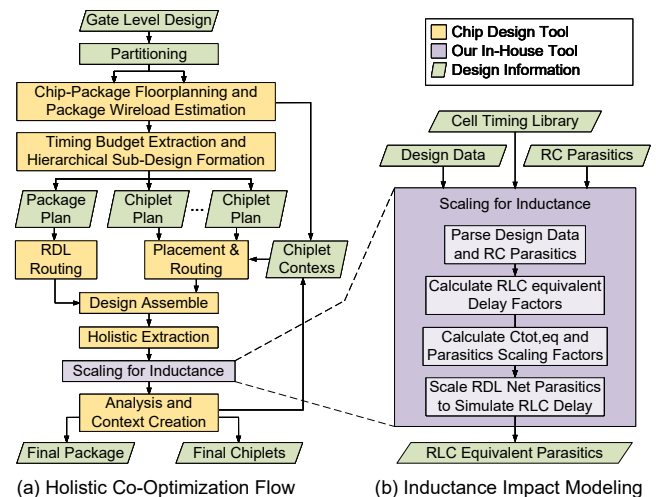 Gate Level Design
Partitioning
Chip-Package Floorplanning and
Package Wireload Estimation
Timing Budget Extraction and
Hierarchical Sub-Design Formation
Package
Plan
Chiplet
Plan
...
Chiplet
Plan
RDL
Routing
Placement &
Routing
Chiplet
Contexs
Design Assemble
Holistic Extraction
Scaling for Inductance
Analysis and
Context Creation
Final Package
Final Chiplets
(a) Holistic Co-Optimization Flow
Chip Design Tool
Our In-House Tool
Design Information
Cell Timing Library
Design Data
RC Parasitics
Scaling for Inductance
Parse Design Data
and RC Parasitics
Calculate RLC equivalent
Delay Factors
Calculate Ctot,eq and
Parasitics Scaling Factors
Scale RDL Net Parasitics
to Simulate RLC Delay
RLC Equivalent Parasitics
(b) Inductance Impact Modeling